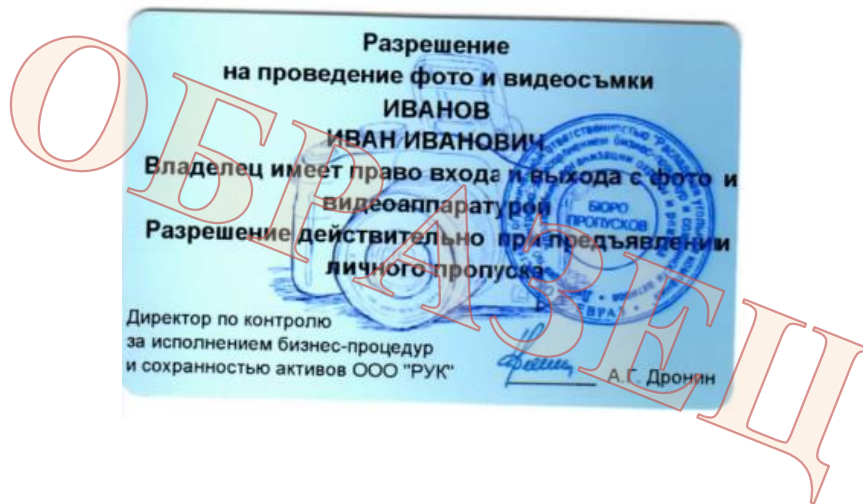 Разрешение
на проведение фото и видеосъмки
ИВАНОВ
ИВАН ИВАНОВИЧ
Владелец имеет право входа и выхода с фото и
видеоаппаратурой
Разрешение действительно при предъявлении
личного пропуска
БЮРО
ПРОПУСКОВ
ЕВРАЗ
Директор по контролю
за исполнением бизнес-процедур
и сохранностью активов ООО "РУК"
А.Г. Дронин
ОБРАЗЕЦ